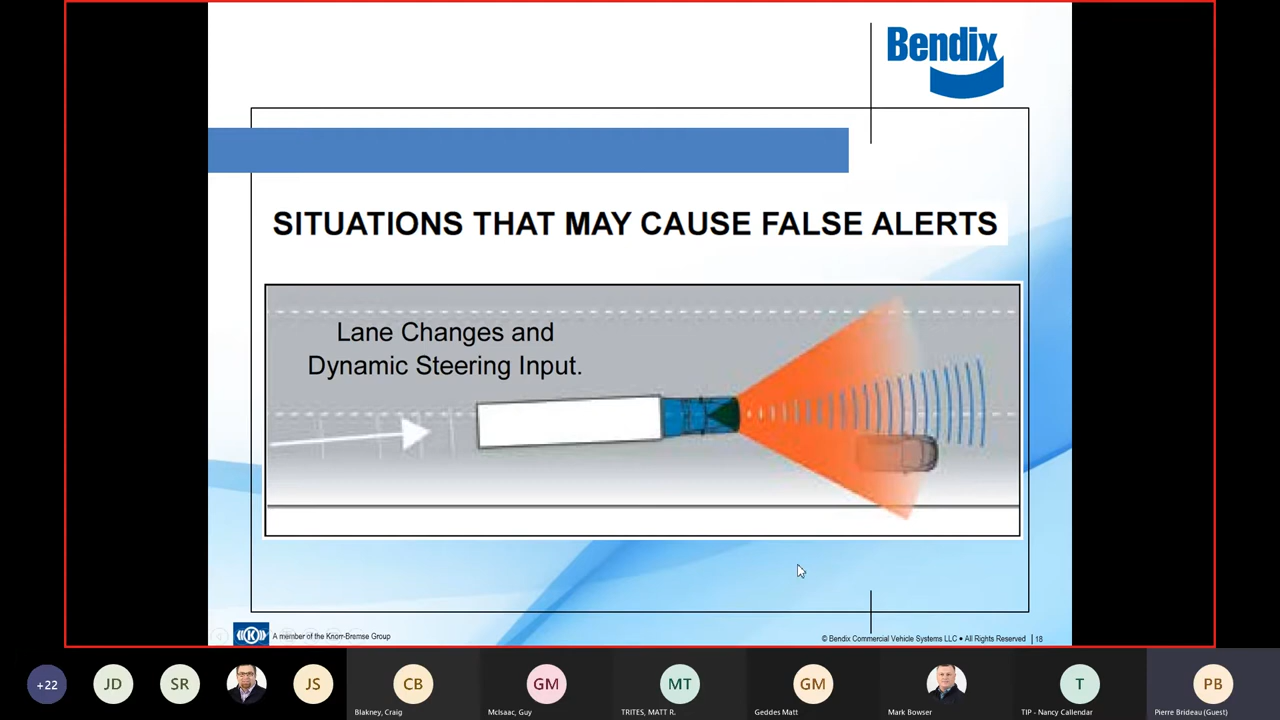 Bendix
SITUATIONS THAT MAY CAUSE FALSE ALERTS
Lane Changes and
Dynamic Steering Input.
K
A member of the Knorr-Bremse Group
© Bendix Commercial Vehicle Systems LLC • All Rights Reserved | 18
+22
JD
SR
JS
CB
GM
MT
GM
T
PB
Blakney, Craig
McIsaac, Guy
TRITES, MATT R.
Geddes Matt
Mark Bowser
TIP - Nancy Callendar
Pierre Brideau (Guest)